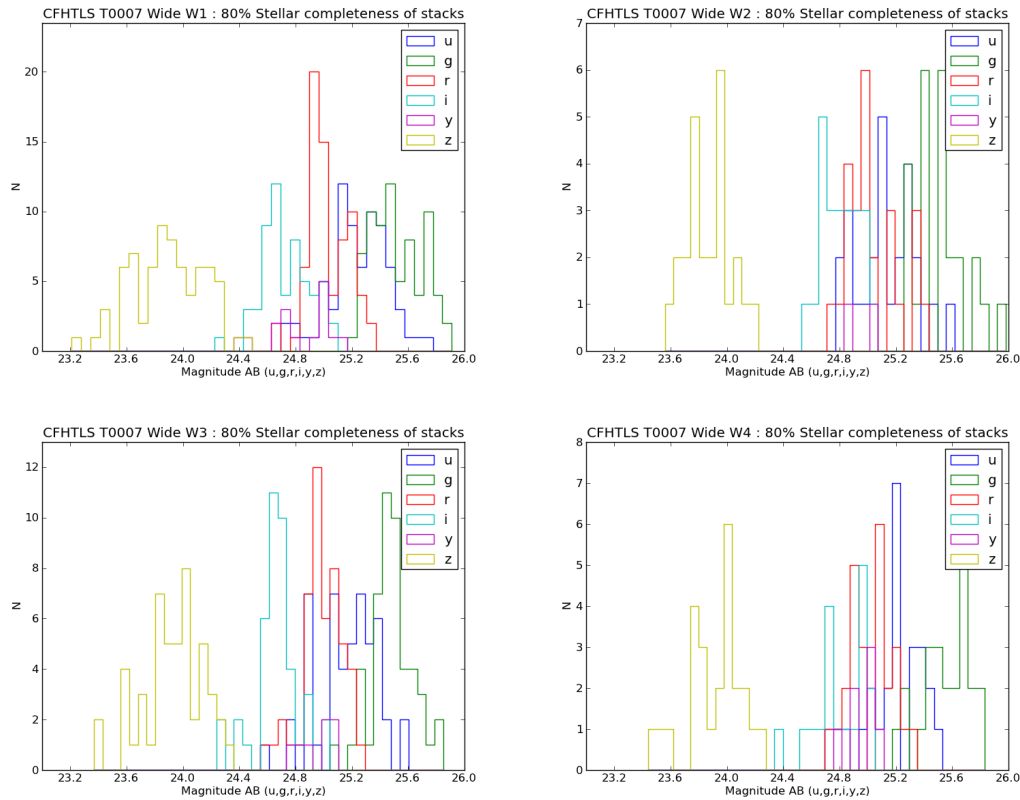 CFHTLS T0007 Wide W1 : 80% Stellar completeness of stacks
20
15
10
5
0
N
u
g
r
i
y
z
23.2 23.6 24.0 24.4 24.8 25.2 25.6 26.0
Magnitude AB (u,g,r,i,y,z)
CFHTLS T0007 Wide W2 : 80% Stellar completeness of stacks
7
6
5
4
3
2
1
0
N
u
g
r
i
y
z
23.2 23.6 24.0 24.4 24.8 25.2 25.6 26.0
Magnitude AB (u,g,r,i,y,z)
CFHTLS T0007 Wide W3 : 80% Stellar completeness of stacks
12
10
8
6
4
2
0
N
u
g
r
i
y
z
23.2 23.6 24.0 24.4 24.8 25.2 25.6 26.0
Magnitude AB (u,g,r,i,y,z)
CFHTLS T0007 Wide W4 : 80% Stellar completeness of stacks
8
7
6
5
4
3
2
1
0
N
u
g
r
i
y
z
23.2 23.6 24.0 24.4 24.8 25.2 25.6 26.0
Magnitude AB (u,g,r,i,y,z)